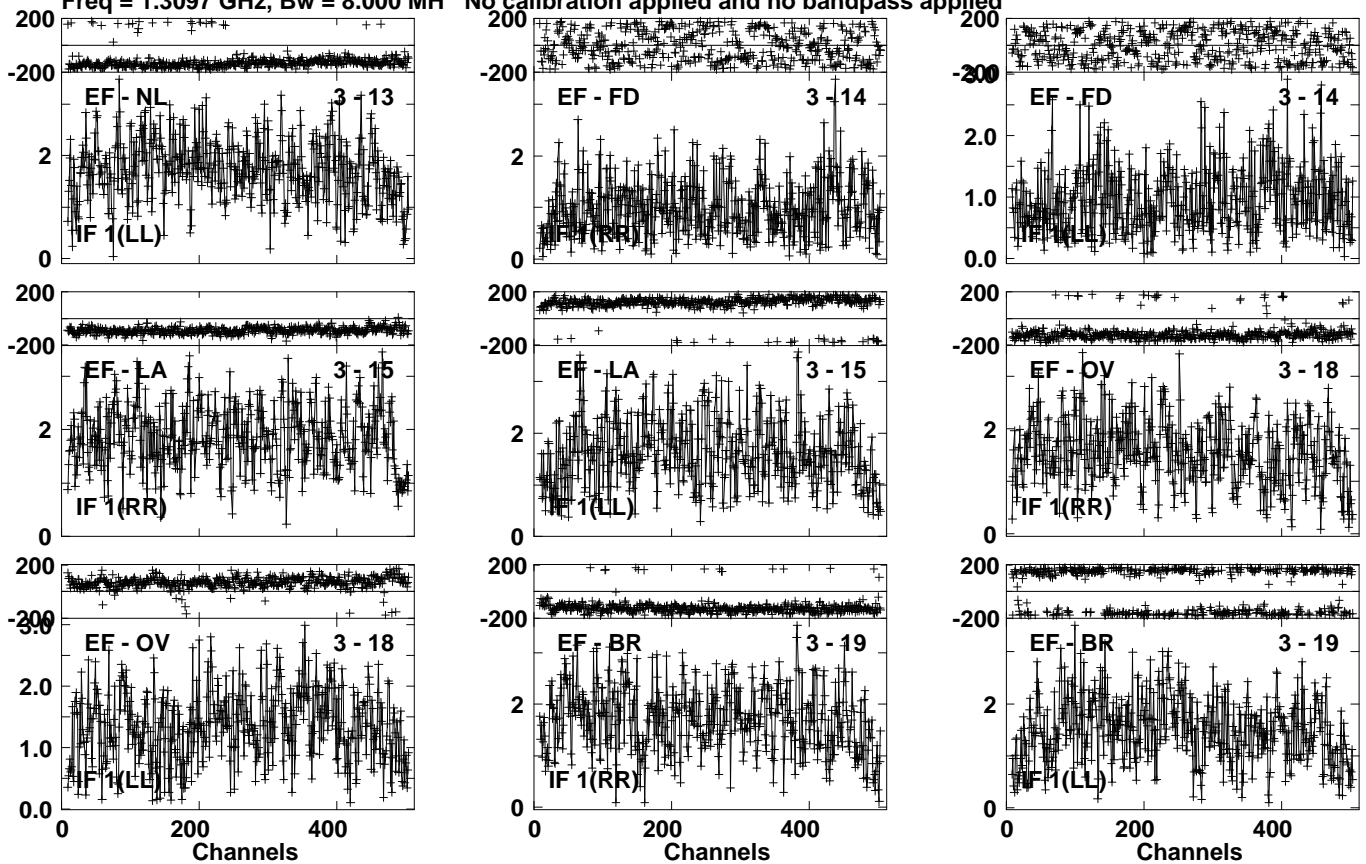 Freq = 1.3097 GHz, Bw = 8.000 MH No calibration applied and no bandpass applied
200 200 200
-200 -200 -200
3.0
EF - NL 3 - 13 EF - FD 3 - 14 EF - FD 3 - 14
2 2 2.0
1.0
IF 1(LL) IF 1(RR) IF 1(LL)
0 0 0.0
200 200 200
-200 -200 -200
EF - LA 3 - 15 EF - LA 3 - 15 EF - OV 3 - 18
2 2 2
IF 1(RR) IF 1(LL) IF 1(RR)
0 0 0
200 200 200
-200 -200 -200
3.0
EF - OV 3 - 18 EF - BR 3 - 19 EF - BR 3 - 19
2.0 2 2
1.0
IF 1(LL) IF 1(RR) IF 1(LL)
0.0 0 0
0 200 400 0 200 400 0 200 400
Channels Channels Channels